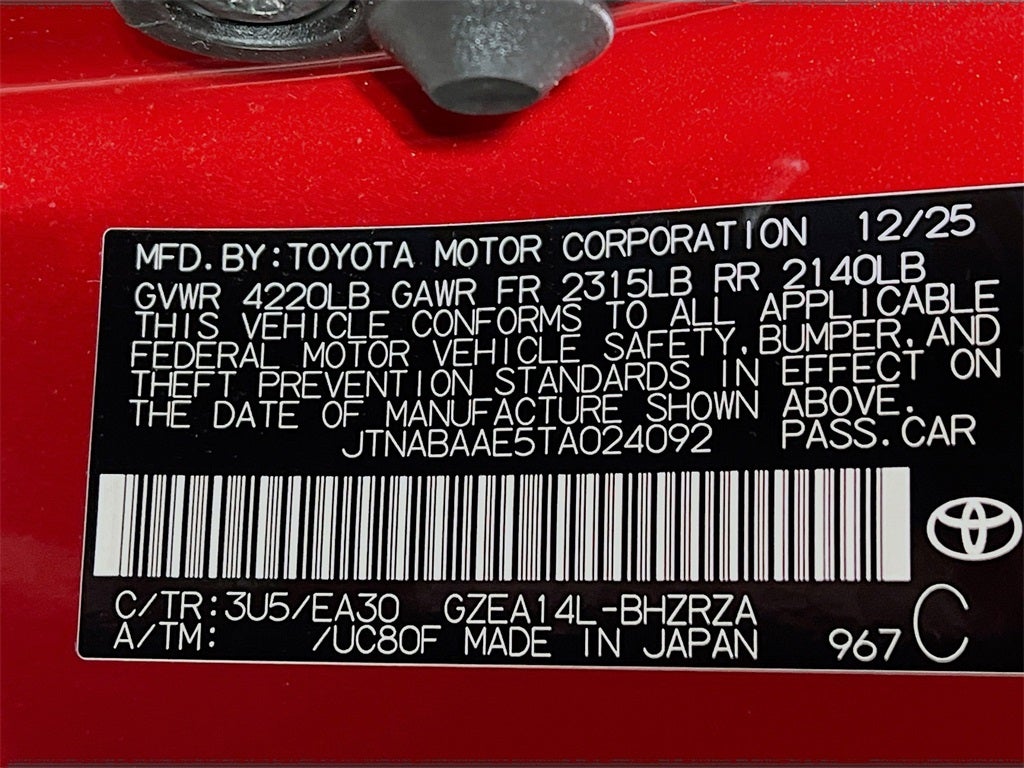 MFD.BY:TOYOTA MOTOR CORPORATION 12/25
GVWR 4220LB GAWR FR 2315LB RR 2140LB
THIS VEHICLE CONFORMS TO ALL APPLICABLE
FEDERAL MOTOR VEHICLE SAFETY,BUMPER,AND
THEFT PREVENTION STANDARDS IN EFFECT ON
THE DATE OF MANUFACTURE SHOWN ABOVE.
JTNABAAE5TA024092 PASS.CAR
C/TR:3U5/EA30 GZEA14L-BHZRZA
A/TM: /UC80F MADE IN JAPAN 967 C